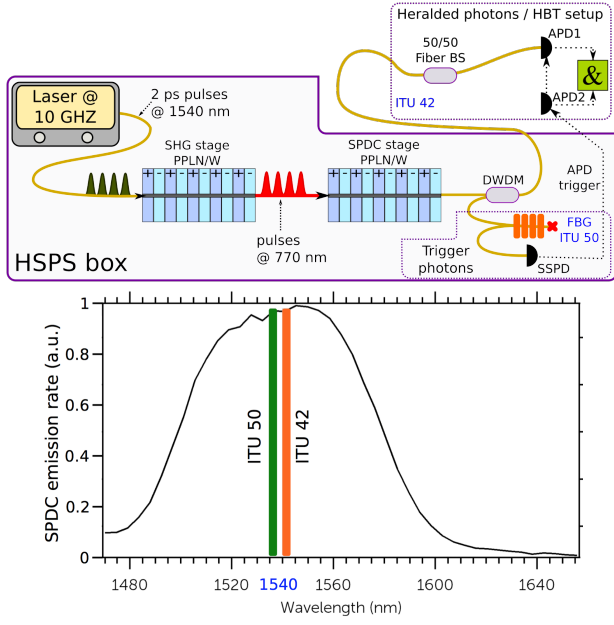 Heralded photons / HBT setup
50/50
Fiber BS
APD1
&
APD2
ITU 42
Laser @
10 GHZ
2 ps pulses
@ 1540 nm
SHG stage
PPLN/W
SPDC stage
PPLN/W
+ - + - + - + - + -
+ - + - + - + - + -
DWDM
APD
trigger
pulses
@ 770 nm
FBG
ITU 50
Trigger
photons
SSPD
HSPS box
SPDC emission rate (a.u.)
1
0.8
0.6
0.4
0.2
0
ITU 50
ITU 42
1480 1520 1540 1560 1600 1640
Wavelength (nm)